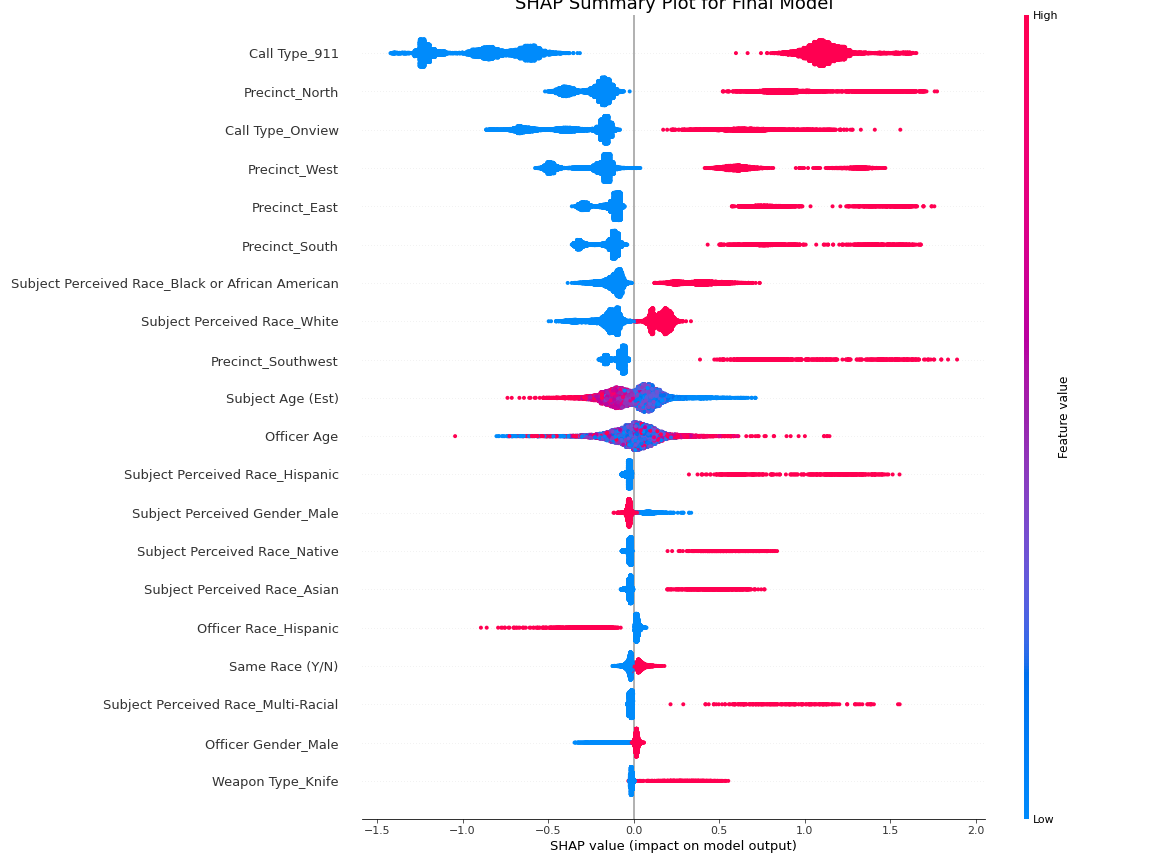 SHAP Summary Plot for Final Model
High
Call Type_911
Precinct_North
Call Type_Onview
Precinct_West
Precinct_East
Precinct_South
Subject Perceived Race_Black or African American
Subject Perceived Race_White
Precinct_Southwest
Subject Age (Est)
Officer Age
Subject Perceived Race_Hispanic
Subject Perceived Gender_Male
Subject Perceived Race_Native
Subject Perceived Race_Asian
Officer Race_Hispanic
Same Race (Y/N)
Subject Perceived Race_Multi-Racial
Officer Gender_Male
Weapon Type_Knife
Feature value
Low
−1.5 −1.0 −0.5 0.0 0.5 1.0 1.5 2.0
SHAP value (impact on model output)